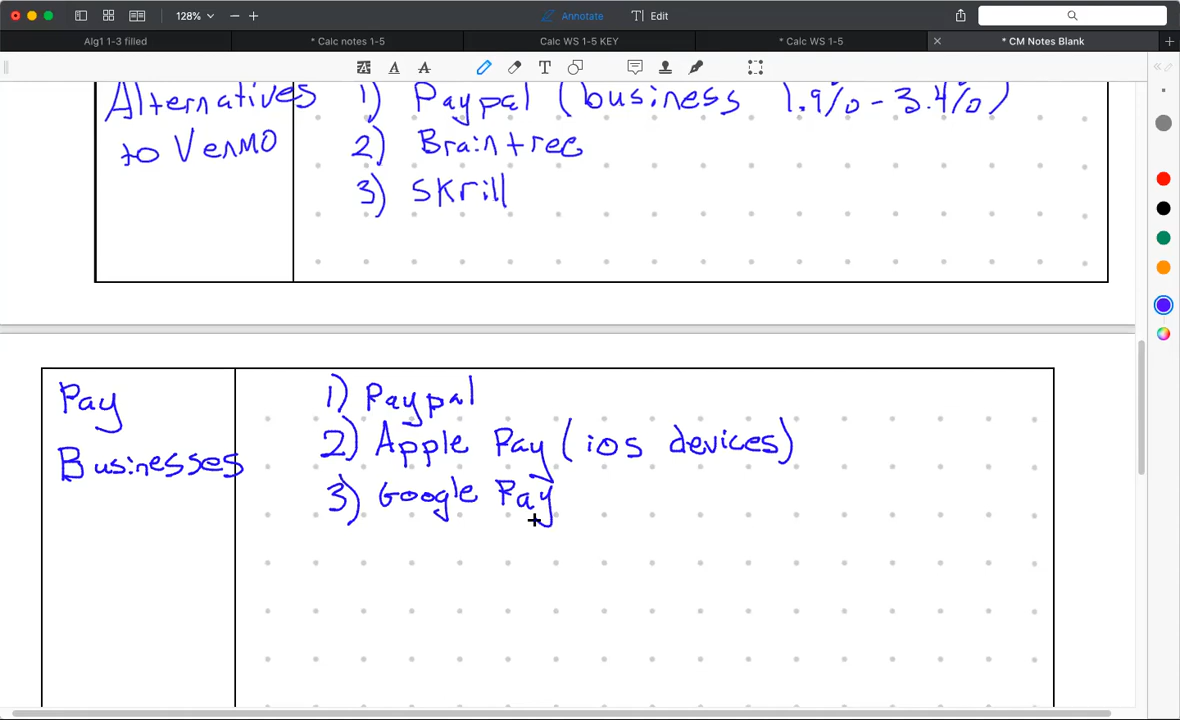 128%
Annotate
Edit
Alg1 1-3 filled
* Calc notes 1-5
Calc WS 1-5 KEY
* Calc WS 1-5
* CM Notes Blank
Alternatives to Venmo
1) Paypal (business 1.9% - 3.4%)
2) Braintree
3) Skrill
Pay Businesses
1) Paypal
2) Apple Pay (ios devices)
3) Google Pay